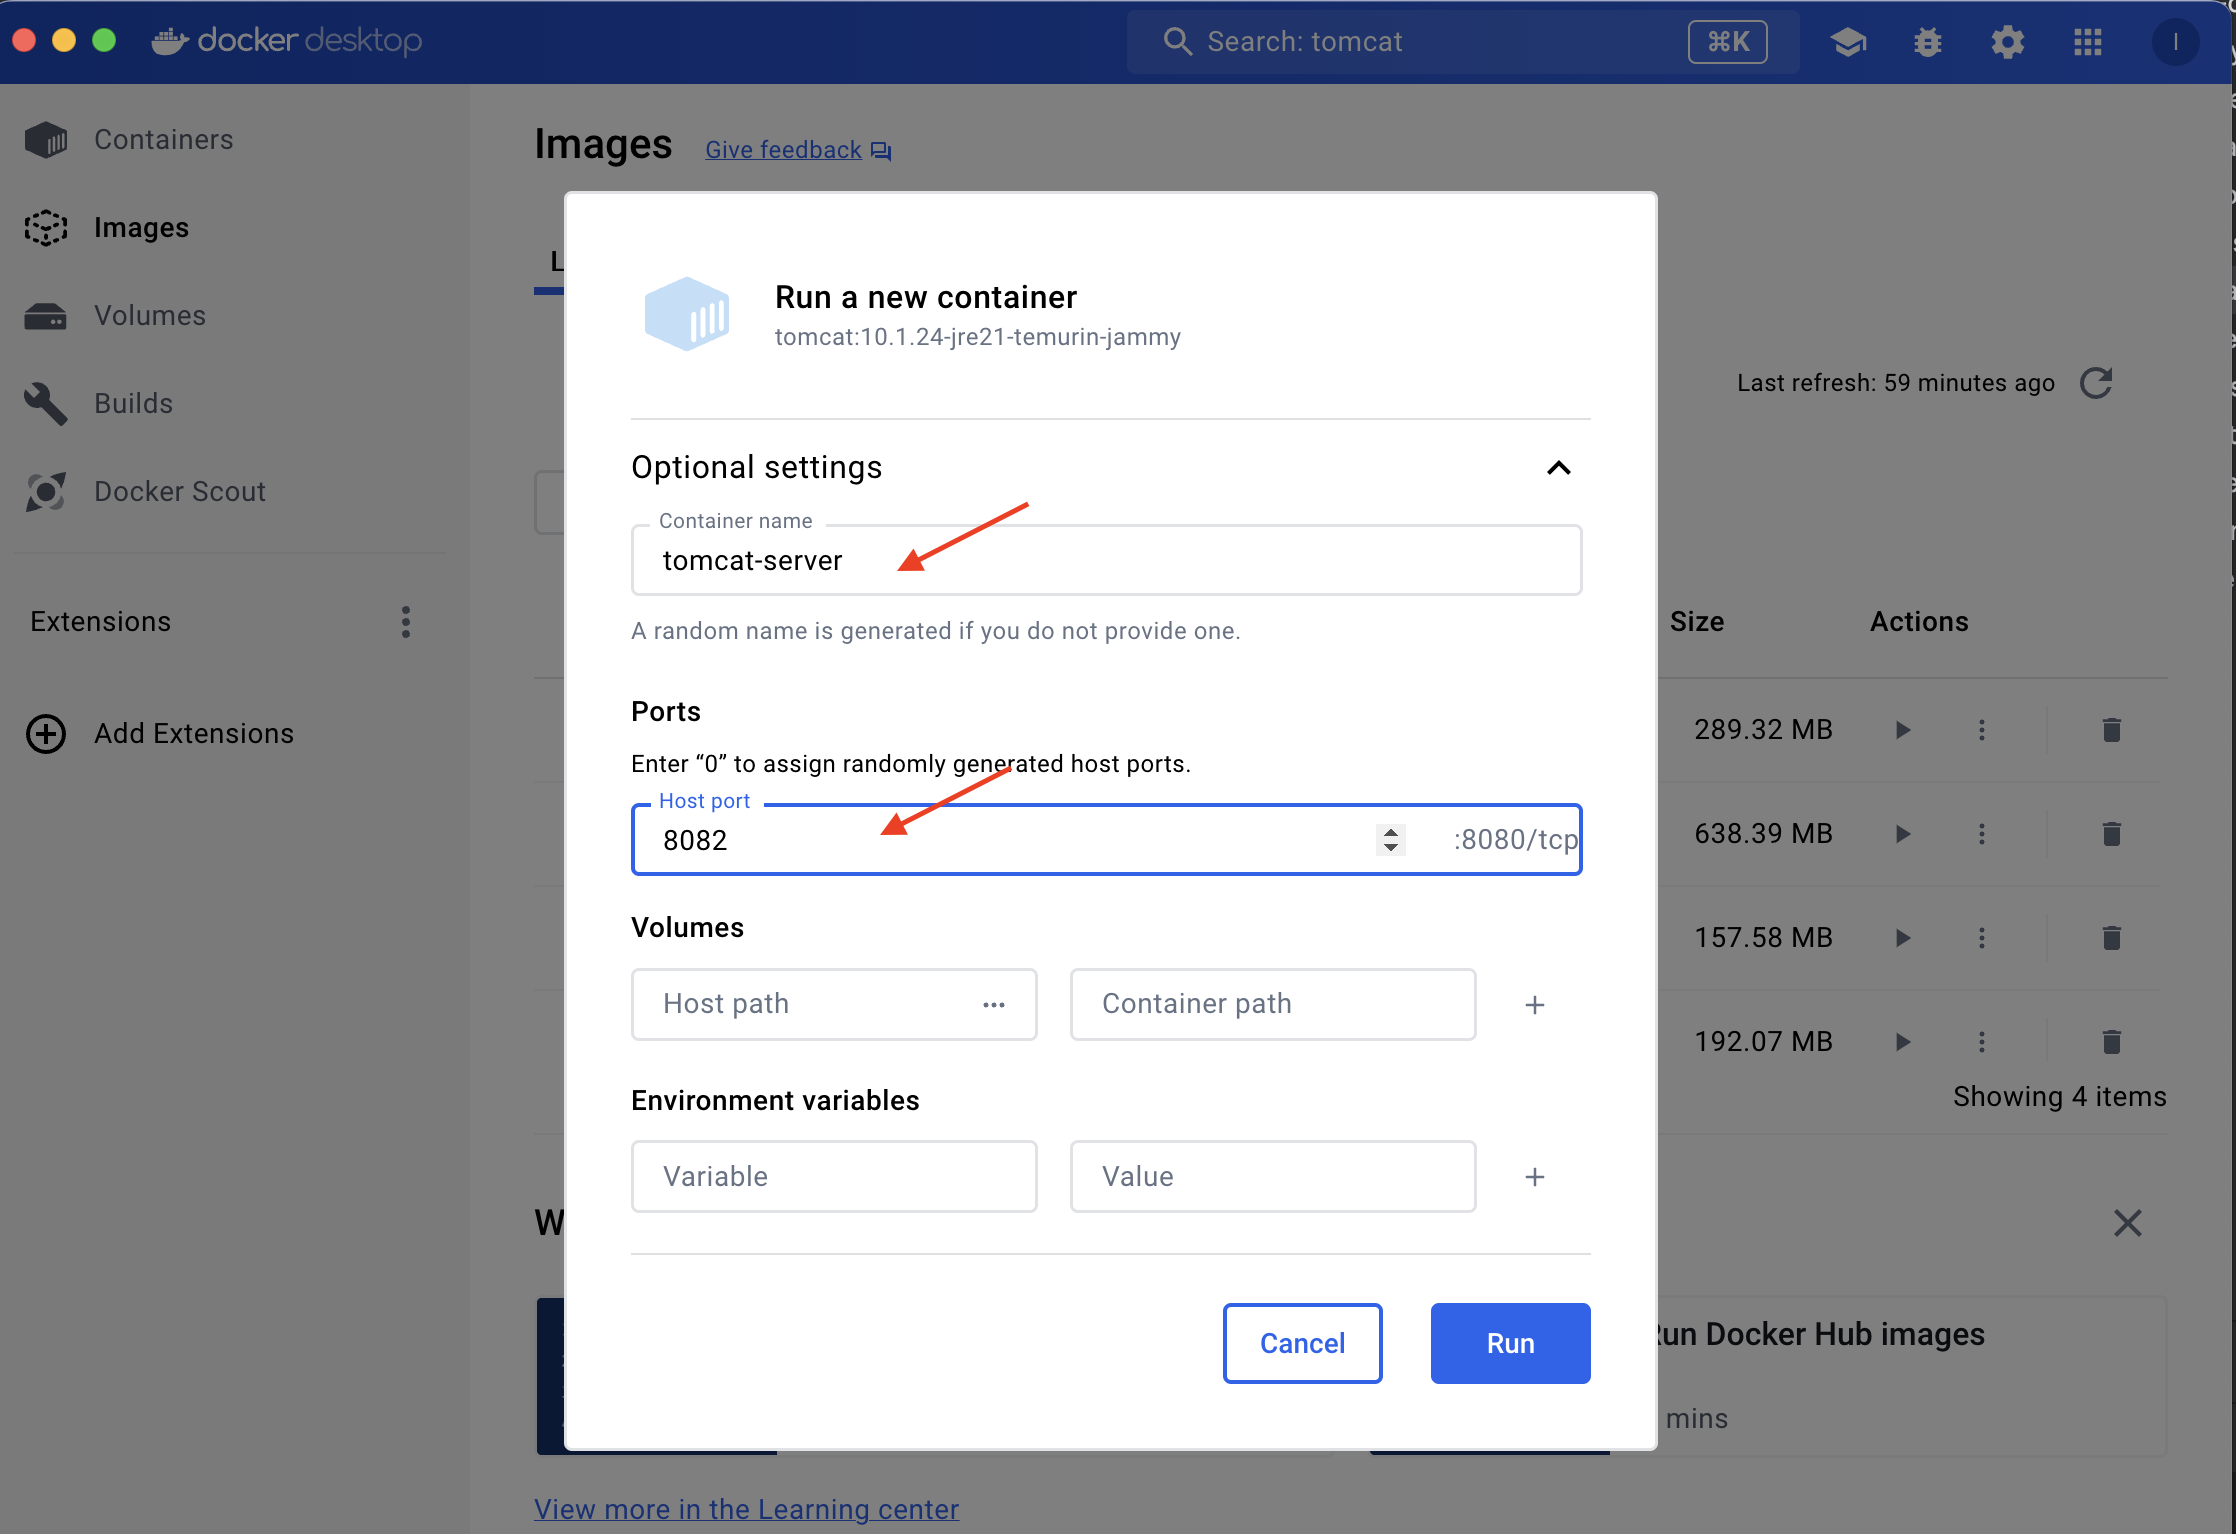 docker desktop
Search: tomcat
⌘K
I
Containers
Images
Volumes
Builds
Docker Scout
Extensions
Add Extensions
Images
Give feedback
Last refresh: 59 minutes ago
Run a new container
tomcat:10.1.24-jre21-temurin-jammy
Optional settings
Container name
tomcat-server
A random name is generated if you do not provide one.
Ports
Enter “0” to assign randomly generated host ports.
Host port
8082
:8080/tcp
Volumes
Host path
Container path
Environment variables
Variable
Value
Cancel
Run
Size
Actions
289.32 MB
638.39 MB
157.58 MB
192.07 MB
Showing 4 items
Run Docker Hub images
mins
View more in the Learning center